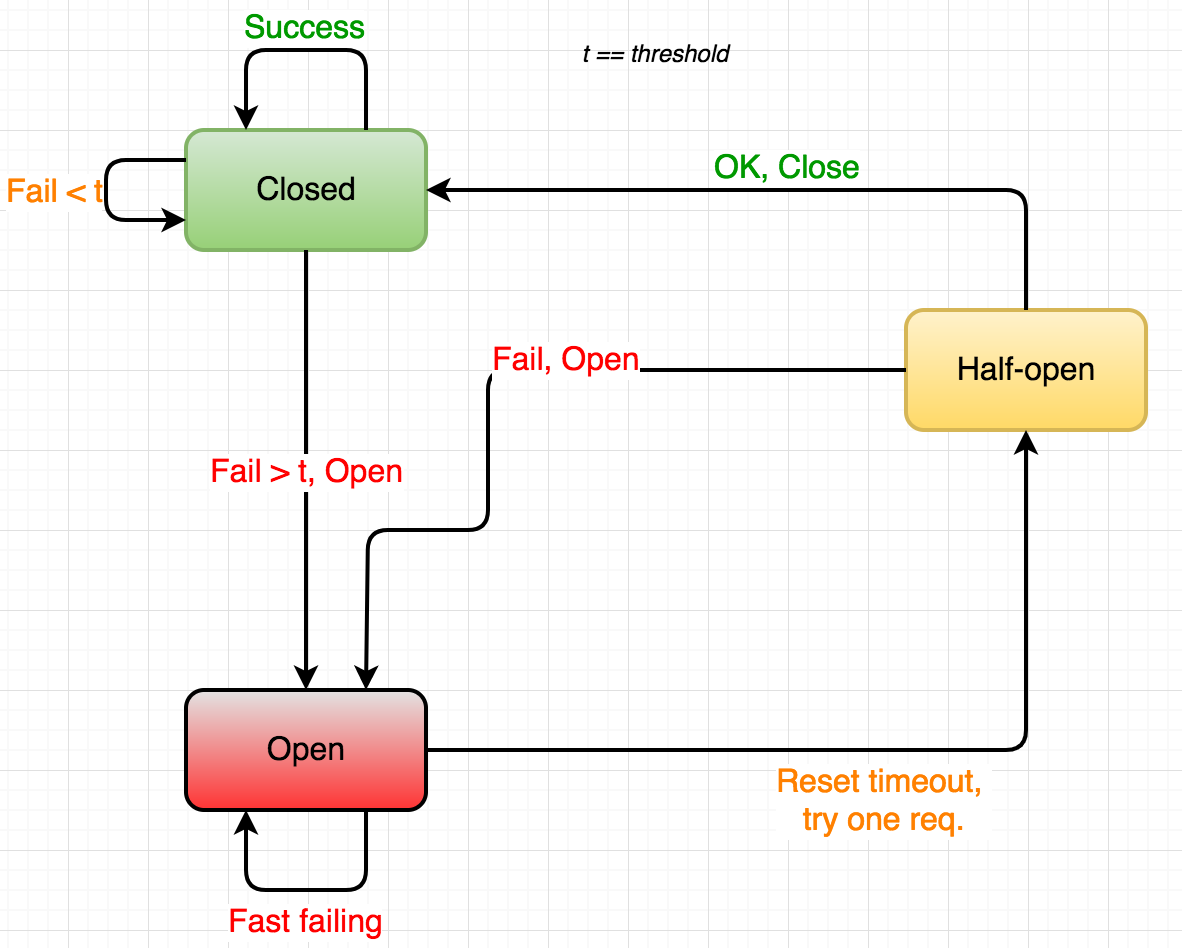 Success
t == threshold
OK, Close
Fail < t
Closed
Fail, Open
Half-open
Fail > t, Open
Open
Reset timeout,
try one req.
Fast failing